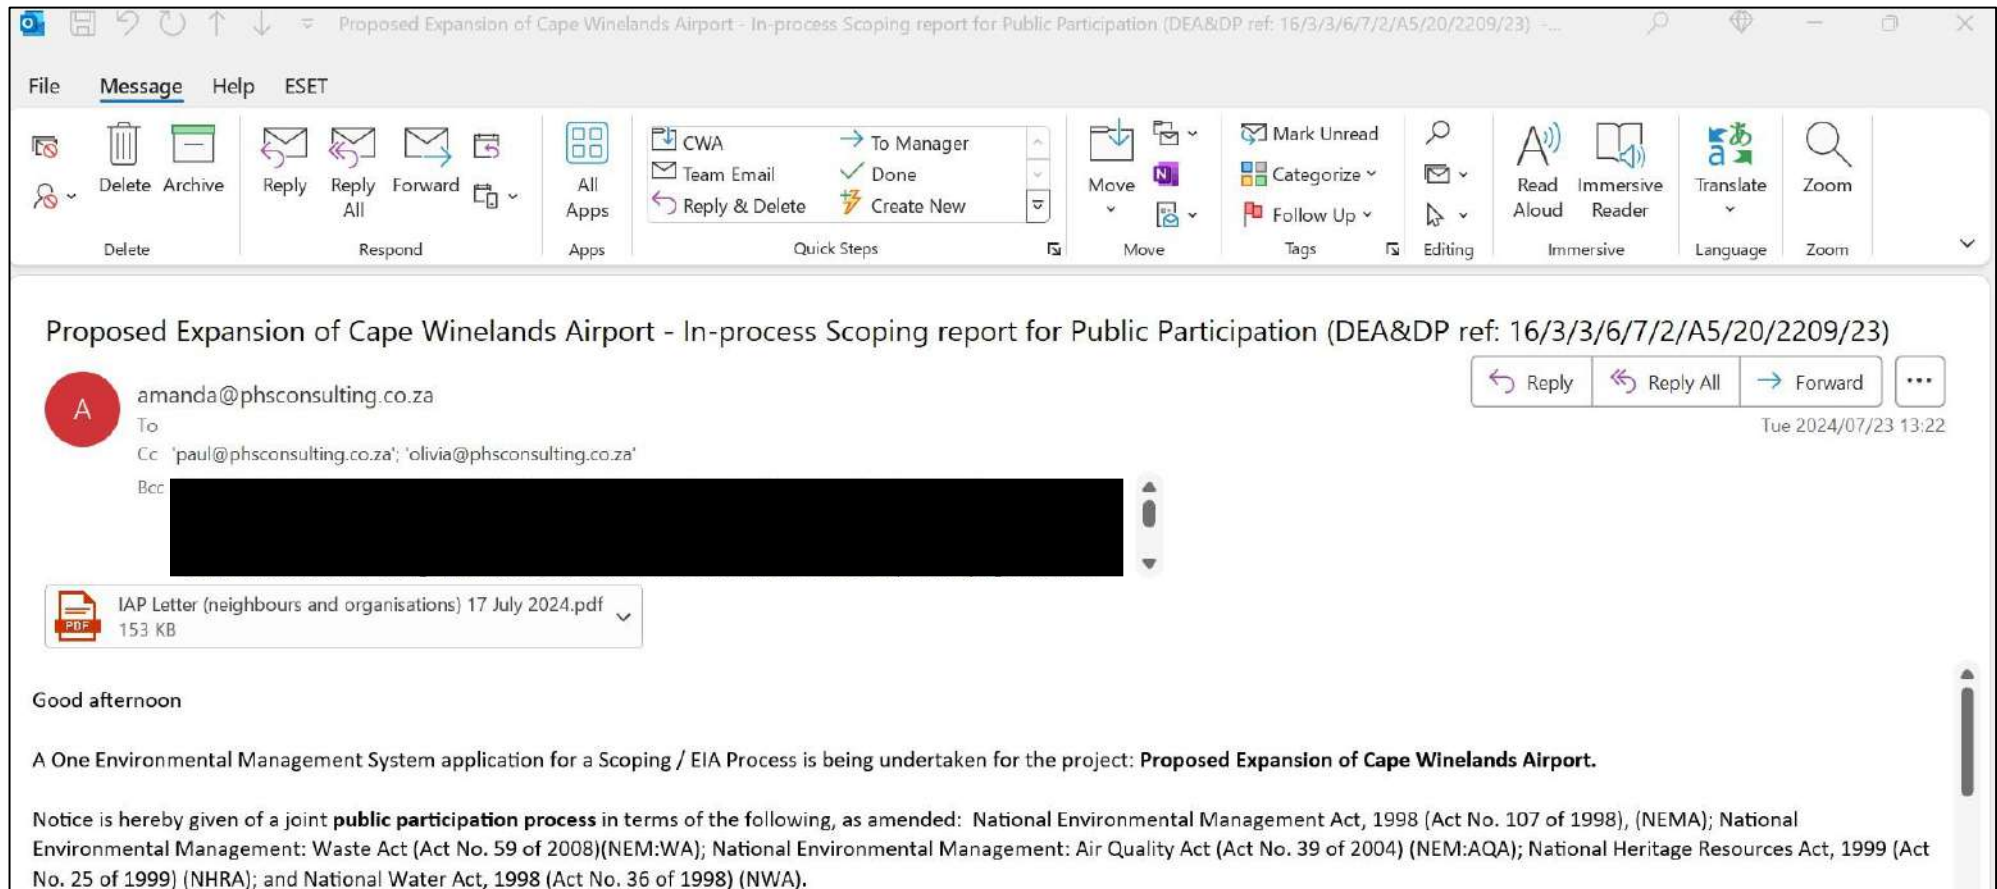 Proposed Expansion of Cape Winelands Airport - In-process Scoping report for Public Participation (DEA&DP ref: 16/3/3/6/7/2/A5/20/2209/23) -...
File Message Help ESET
Delete Archive
Reply Reply All Forward
All Apps
CWA To Manager
Team Email Done
Reply & Delete Create New
Move
Mark Unread
Categorize
Follow Up
Read Aloud Immersive Reader
Translate
Zoom
Delete Respond Apps Quick Steps Move Tags Editing Immersive Language Zoom
Proposed Expansion of Cape Winelands Airport - In-process Scoping report for Public Participation (DEA&DP ref: 16/3/3/6/7/2/A5/20/2209/23)
A
amanda@phsconsulting.co.za
Reply Reply All Forward ...
To
Tue 2024/07/23 13:22
Cc 'paul@phsconsulting.co.za'; 'olivia@phsconsulting.co.za'
Bcc
IAP Letter (neighbours and organisations) 17 July 2024.pdf
PDF
153 KB
Good afternoon
A One Environmental Management System application for a Scoping / EIA Process is being undertaken for the project: Proposed Expansion of Cape Winelands Airport.
Notice is hereby given of a joint public participation process in terms of the following, as amended: National Environmental Management Act, 1998 (Act No. 107 of 1998), (NEMA); National
Environmental Management: Waste Act (Act No. 59 of 2008)(NEM:WA); National Environmental Management: Air Quality Act (Act No. 39 of 2004) (NEM:AQA); National Heritage Resources Act, 1999 (Act
No. 25 of 1999) (NHRA); and National Water Act, 1998 (Act No. 36 of 1998) (NWA).